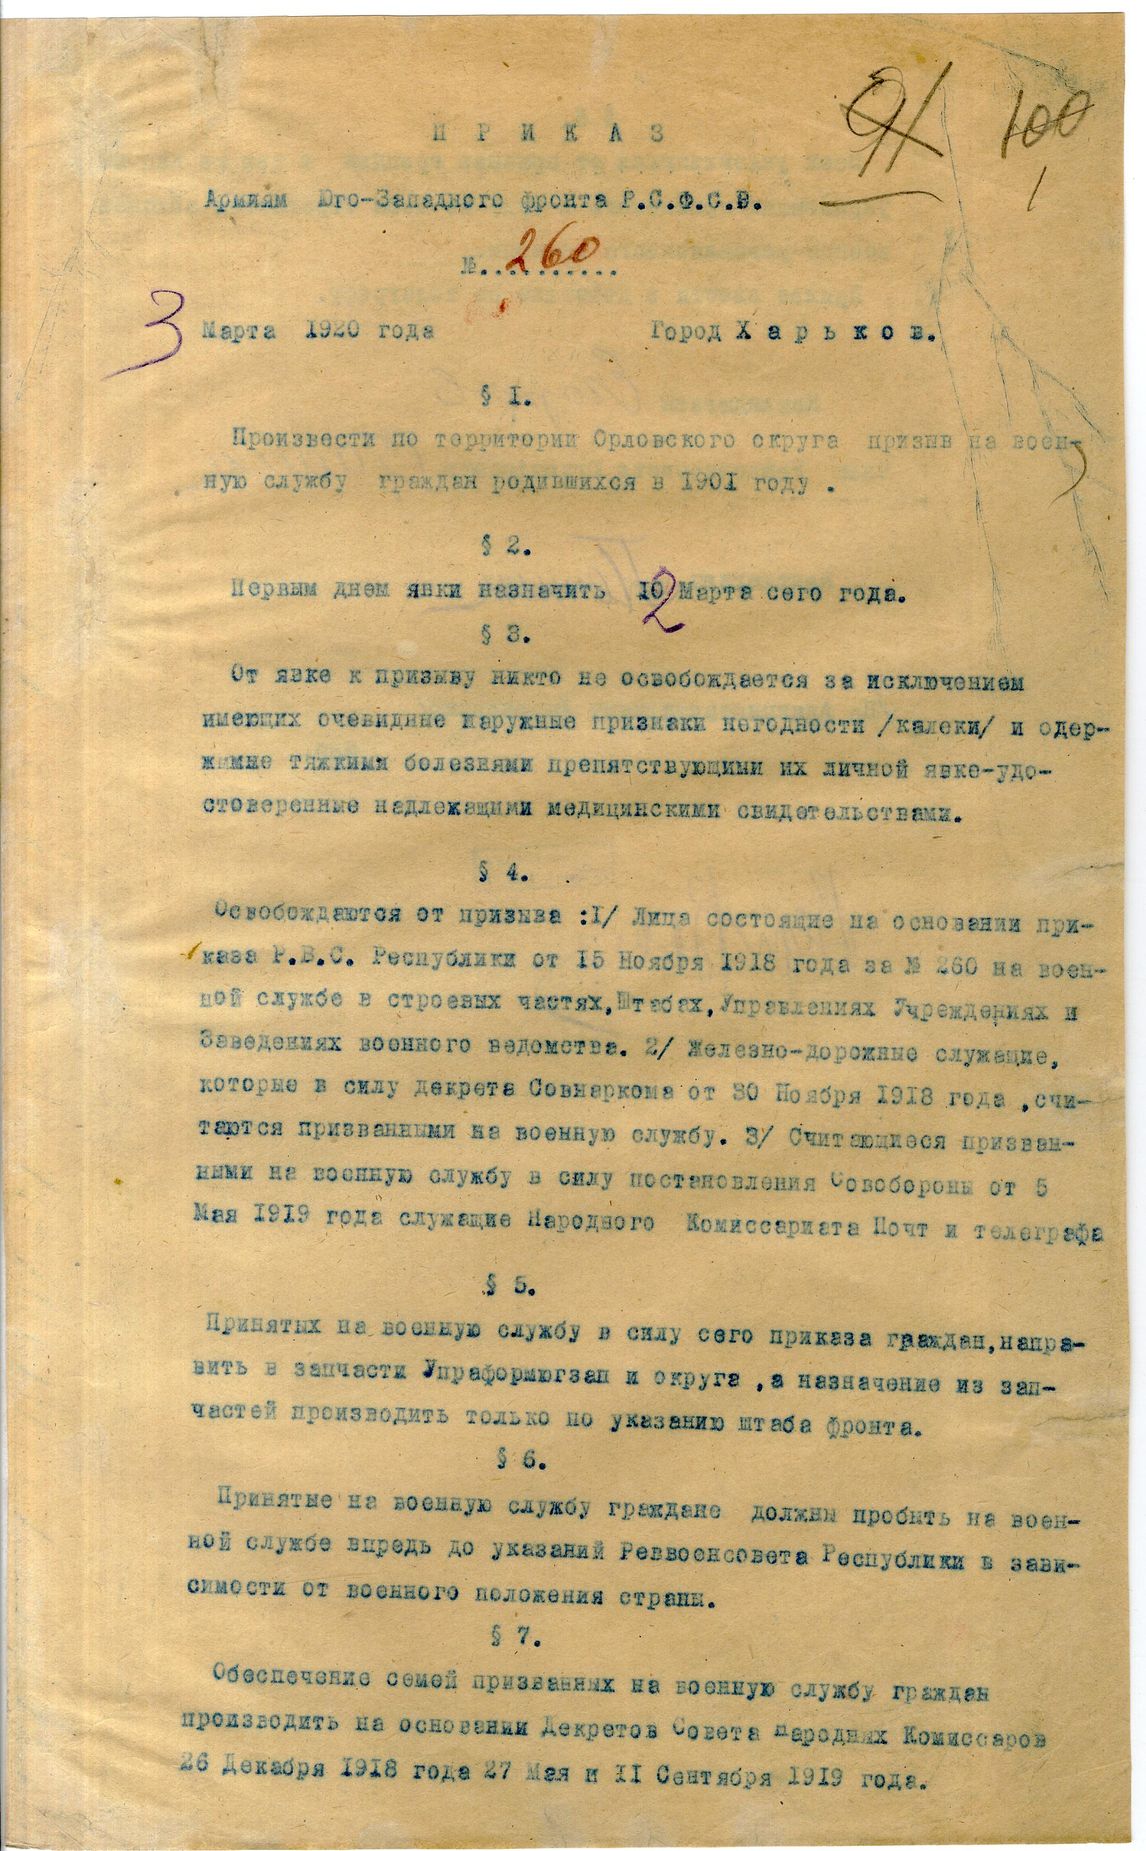 91 100
1
П Р И К А З
Армиям Юго-Западного фронта Р.С.Ф.С.Р.
№..........
260
3 Марта 1920 года Город Х а р ь к о в.
§ I.
Произвести по территории Орловского округа призыв на воен-
ную службу граждан родившихся в 1901 году .
§ 2.
Первым днем явки назначить 10 2 Марта сего года.
§ 3.
От явке к призыву никто не освобождается за исключением
имеющих очевидные наружные признаки негодности /калеки/ и одер-
жимые тяжкими болезнями препятствующими их личной явке-удо-
стоверенные надлежащими медицинскими свидетельствами.
§ 4.
Освобождаются от призыва :I/ Лица состоящие на основании при-
каза Р.В.С. Республики от 15 Ноября 1918 года за № 260 на воен-
ной службе в строевых частях,Штабах,Управлениях Учреждениях и
Заведениях военного ведомства. 2/ Железно-дорожные служащие,
которые в силу декрета Совнаркома от 30 Ноября 1918 года ,счи-
таются призванными на военную службу. 3/ Считающиеся призван-
ными на военную службу в силу постановления Совобороны от 5
Мая 1919 года служащие Народного Комиссариата Почт и телеграфа
§ 5.
Принятых на военную службу в силу сего приказа граждан,напра-
вить в запчасти Упраформюгзап и округа ,а назначение из зап-
частей производить только по указанию штаба фронта.
§ 6.
Принятые на военную службу граждане должны пробыть на воен-
ной службе впредь до указаний Реввоенсовета Республики в зави-
симости от военного положения страны.
§ 7.
Обеспечение семей призванных на военную службу граждан
производить на основании Декретов Совета народных Комиссаров
26 Декабря 1918 года 27 Мая и II Сентября 1919 года.